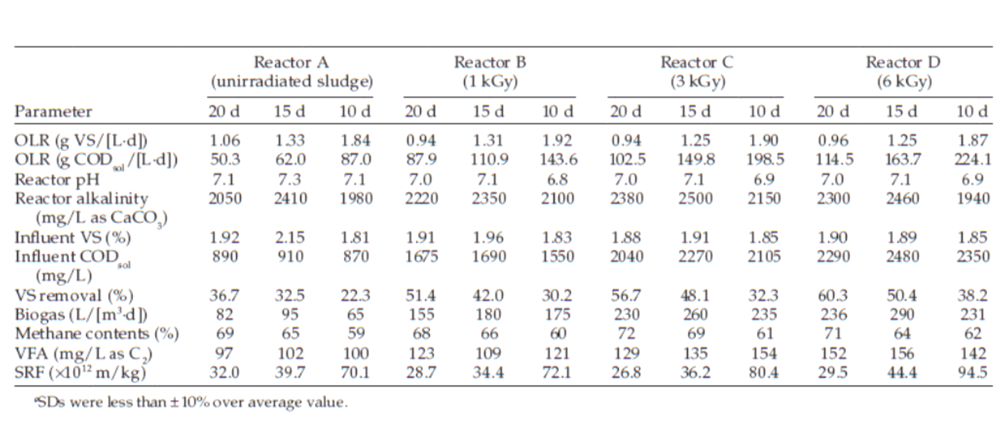 Reactor A Reactor B Reactor C Reactor D
(unirradiated sludge) (1 kGy) (3 kGy) (6 kGy)
Parameter 20 d 15 d 10 d 20 d 15 d 10 d 20 d 15 d 10 d 20 d 15 d 10 d
OLR (g VS/[L·d]) 1.06 1.33 1.84 0.94 1.31 1.92 0.94 1.25 1.90 0.96 1.25 1.87
OLR (g COD sol /[L·d]) 50.3 62.0 87.0 87.9 110.9 143.6 102.5 149.8 198.5 114.5 163.7 224.1
Reactor pH 7.1 7.3 7.1 7.0 7.1 6.8 7.0 7.1 6.9 7.0 7.1 6.9
Reactor alkalinity 2050 2410 1980 2220 2350 2100 2380 2500 2150 2300 2460 1940
(mg/L as CaCO3)
Influent VS (%) 1.92 2.15 1.81 1.91 1.96 1.83 1.88 1.91 1.85 1.90 1.89 1.85
Influent COD sol 890 910 870 1675 1690 1550 2040 2270 2105 2290 2480 2350
(mg/L)
VS removal (%) 36.7 32.5 22.3 51.4 42.0 30.2 56.7 48.1 32.3 60.3 50.4 38.2
Biogas (L/[m³·d]) 82 95 65 155 180 175 230 260 235 236 290 231
Methane contents (%) 69 65 59 68 66 60 72 69 61 71 64 62
VFA (mg/L as C2) 97 102 100 123 109 121 129 135 154 152 156 142
SRF (×10¹² m/kg) 32.0 39.7 70.1 28.7 34.4 72.1 26.8 36.2 80.4 29.5 44.4 94.5
ᵃSDs were less than ±10% over average value.